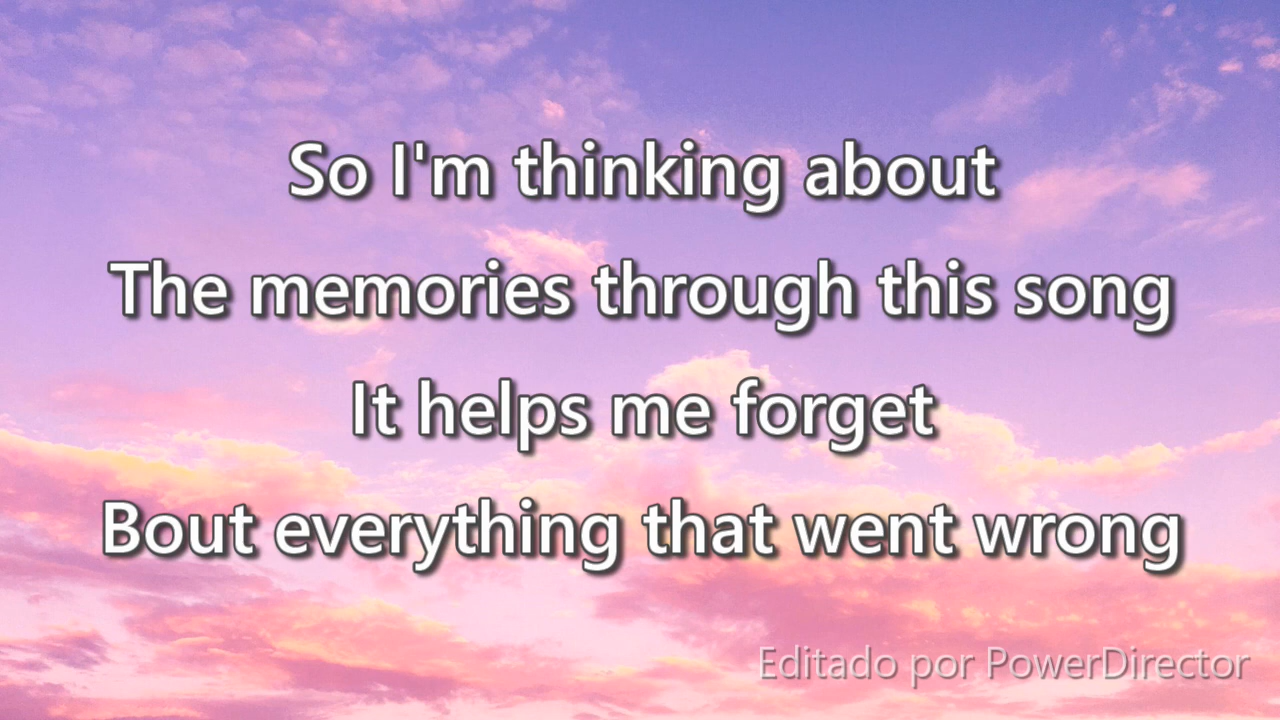 So I'm thinking about
The memories through this song
It helps me forget
Bout everything that went wrong
Editado por PowerDirector